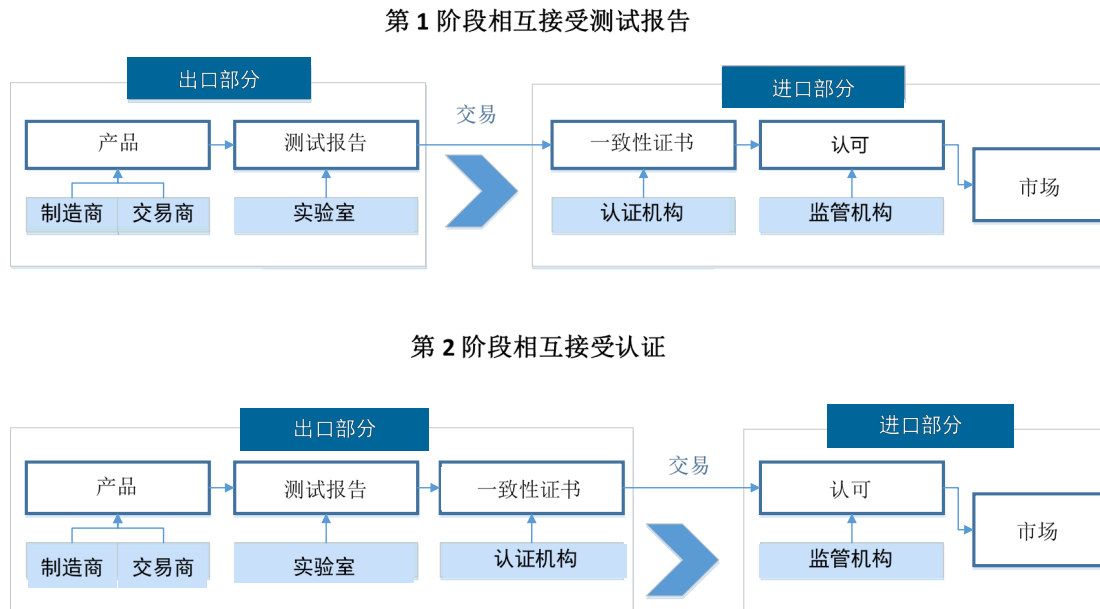 第 1 阶段相互接受测试报告
出口部分
进口部分
交易
产品
测试报告
一致性证书
认可
市场
制造商
交易商
实验室
认证机构
监管机构
第 2 阶段相互接受认证
出口部分
进口部分
交易
产品
测试报告
一致性证书
认可
市场
制造商
交易商
实验室
认证机构
监管机构